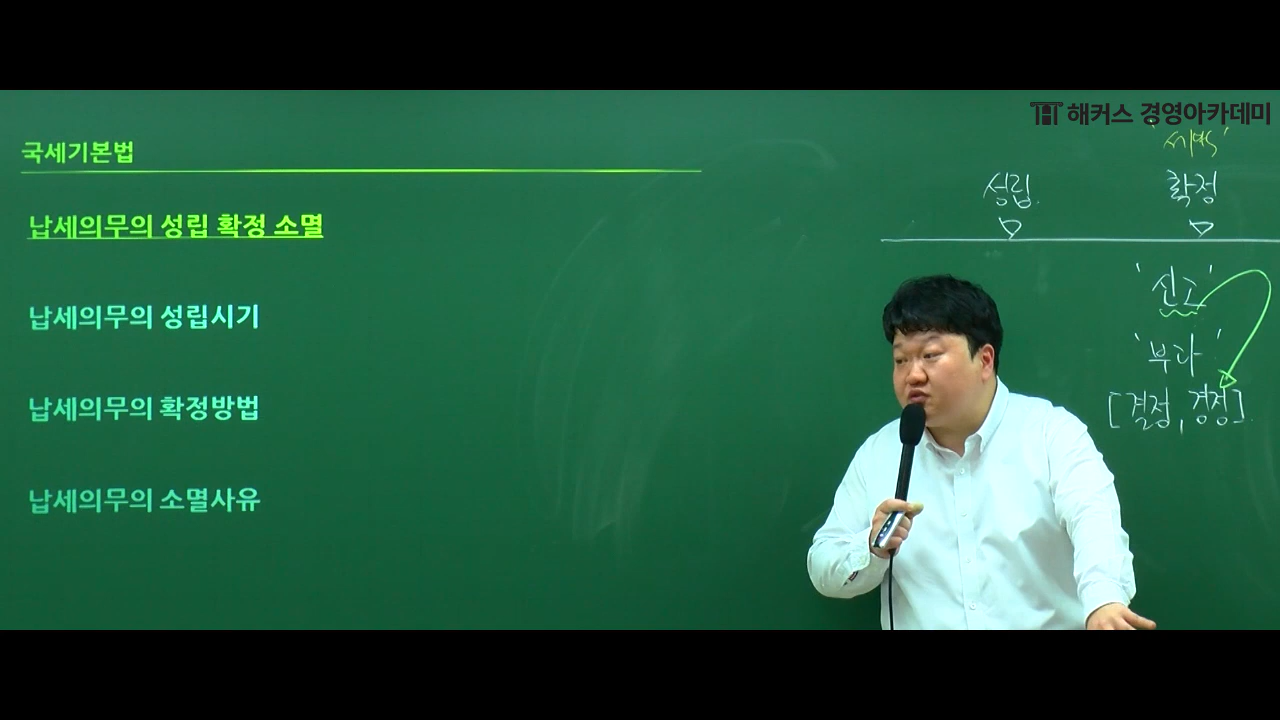 해커스 경영아카데미
국세기본법
납세의무의 성립 확정 소멸
납세의무의 성립시기
납세의무의 확정방법
납세의무의 소멸사유
'세액'
성립
확정
'신고'
'부과'
[결정, 경정]